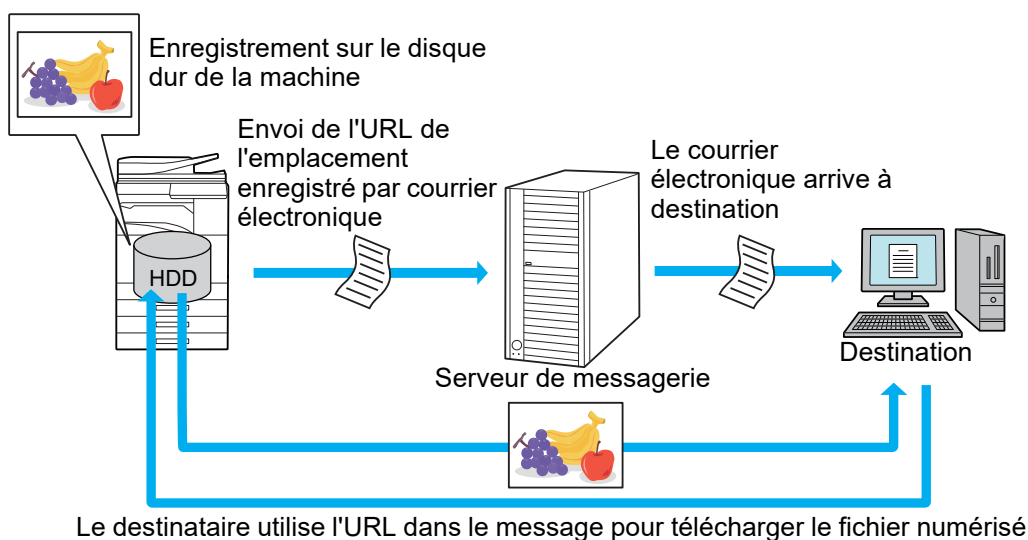 Enregistrement sur le disque
dur de la machine
Envoi de l'URL de
l'emplacement
enregistré par courrier
électronique
Le courrier
électronique arrive à
destination
HDD
Destination
Serveur de messagerie
Le destinataire utilise l'URL dans le message pour télécharger le fichier numérisé